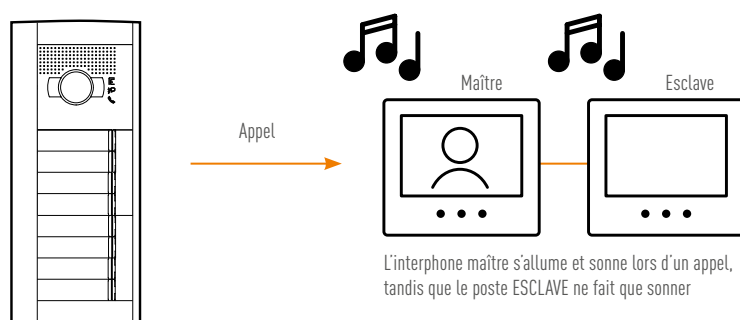 Maître
Esclave
Appel
L'interphone maître s'allume et sonne lors d'un appel,
tandis que le poste ESCLAVE ne fait que sonner